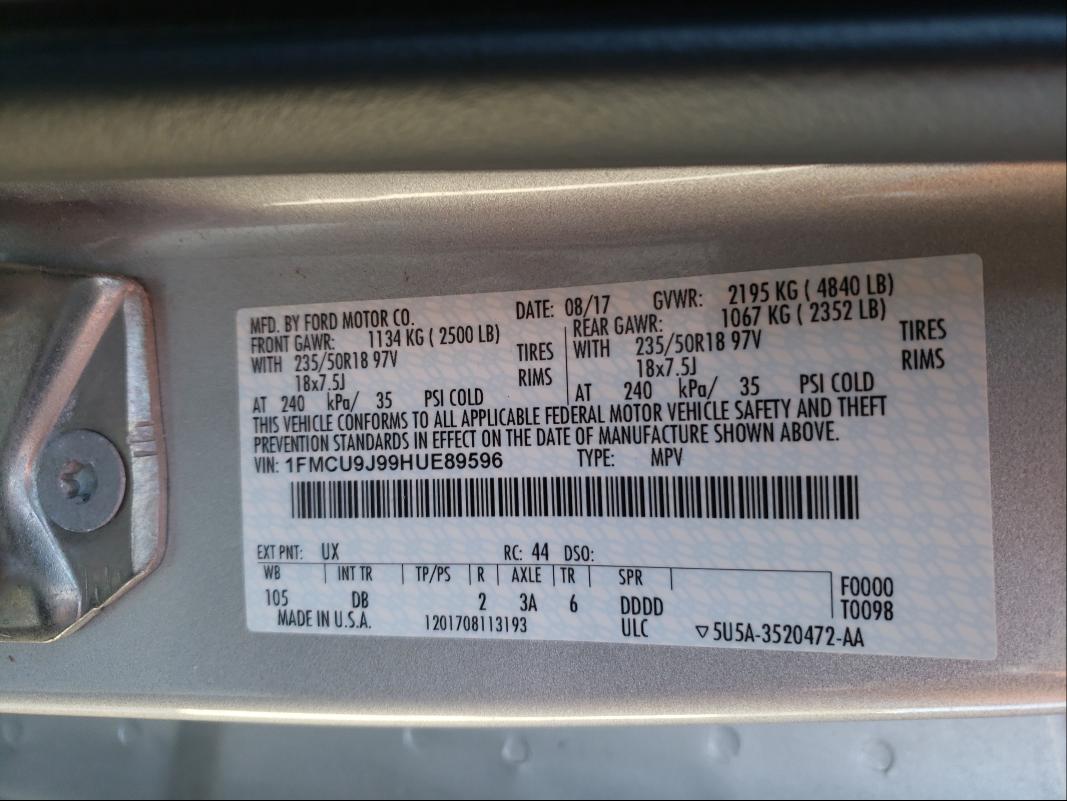 MFD. BY FORD MOTOR CO. DATE: 08/17 GVWR: 2195 KG ( 4840 LB)
FRONT GAWR: 1134 KG ( 2500 LB) REAR GAWR: 1067 KG ( 2352 LB)
WITH 235/50R18 97V TIRES WITH 235/50R18 97V TIRES
18x7.5J RIMS 18x7.5J RIMS
AT 240 kPa/ 35 PSI COLD AT 240 kPa/ 35 PSI COLD
THIS VEHICLE CONFORMS TO ALL APPLICABLE FEDERAL MOTOR VEHICLE SAFETY AND THEFT
PREVENTION STANDARDS IN EFFECT ON THE DATE OF MANUFACTURE SHOWN ABOVE.
VIN: 1FMCU9J99HUE89596 TYPE: MPV
EXT PNT: UX RC: 44 DSO:
WB INT TR TP/PS R AXLE TR SPR F0000
105 DB 2 3A 6 DDDD T0098
MADE IN U.S.A. 1201708113193 ULC ▽5U5A-3520472-AA